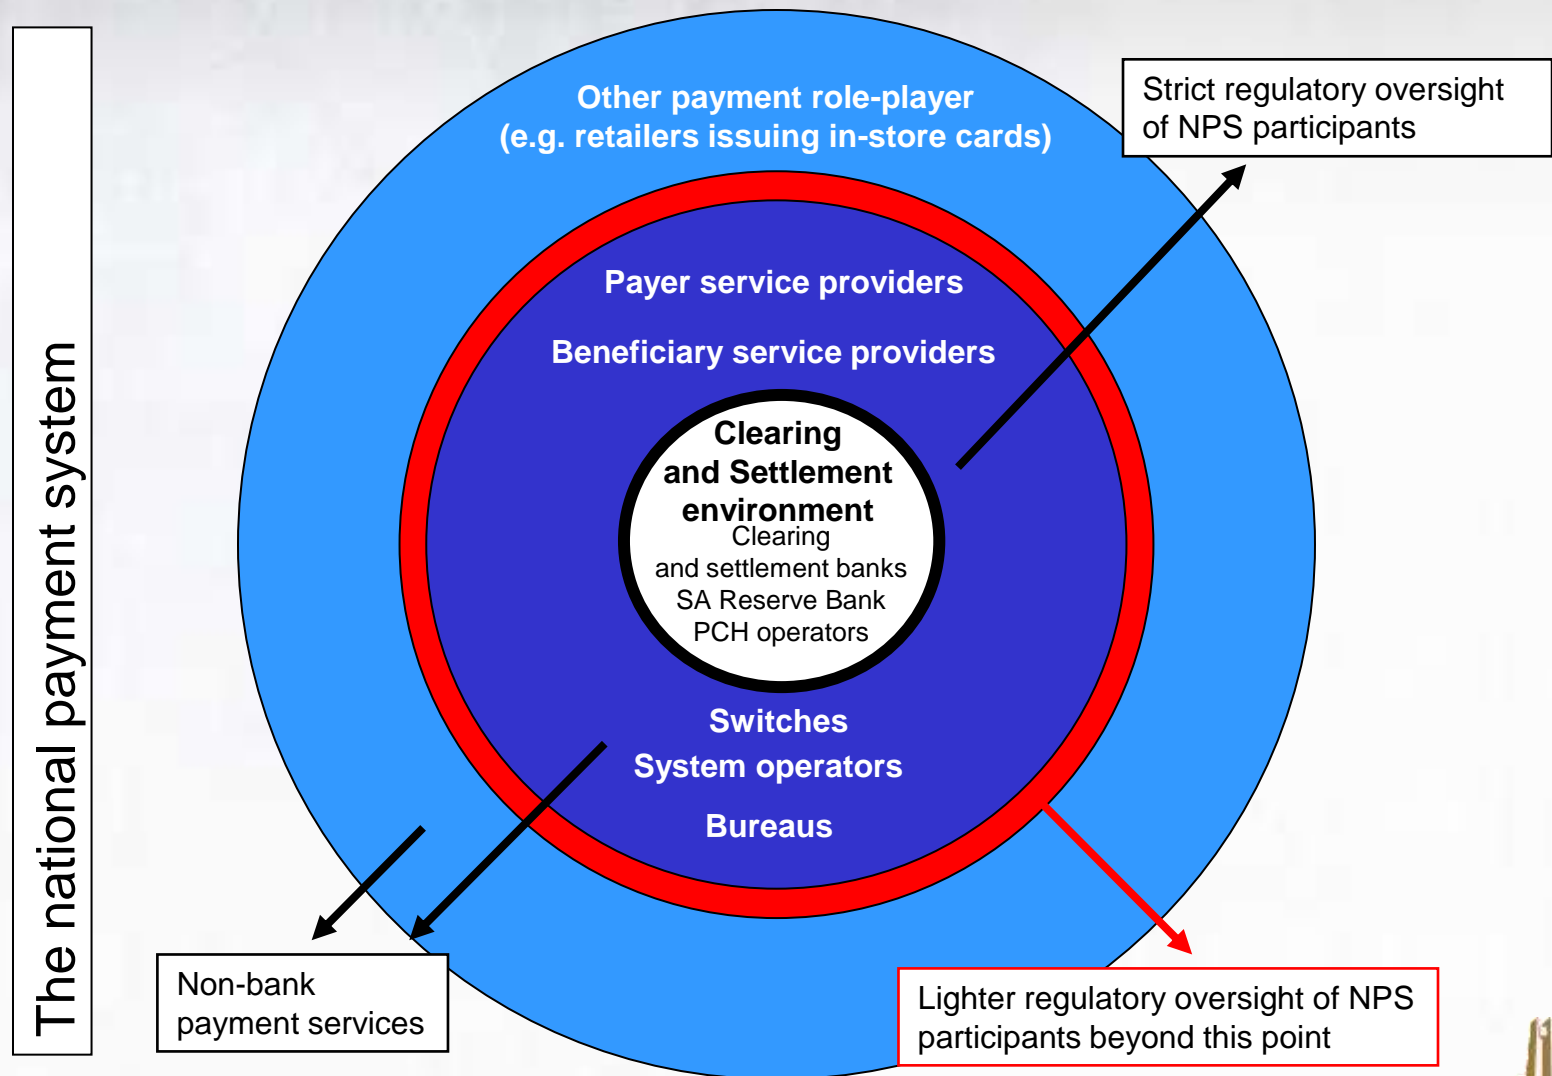 The national payment system
Other payment role-player
(e.g. retailers issuing in-store cards)
Strict regulatory oversight
of NPS participants
Payer service providers
Beneficiary service providers
Clearing
and Settlement
environment
Clearing
and settlement banks
SA Reserve Bank
PCH operators
Switches
System operators
Bureaus
Non-bank
payment services
Lighter regulatory oversight of NPS
participants beyond this point